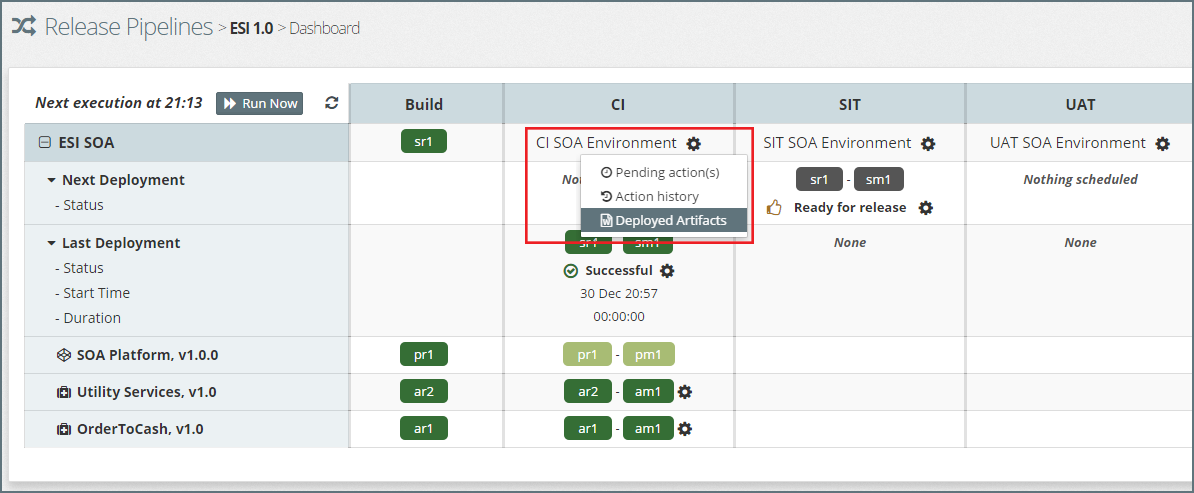 Release Pipelines > ESI 1.0 > Dashboard
Next execution at 21:13 Run Now Build CI SIT UAT
ESI SOA sr1 CI SOA Environment SIT SOA Environment UAT SOA Environment
Pending action(s)
Next Deployment No sr1 - sm1 Nothing scheduled
Action history
- Status Ready for release
Deployed Artifacts
Last Deployment sr1 sm1 None None
- Status Successful
- Start Time 30 Dec 20:57
- Duration 00:00:00
SOA Platform, v1.0.0 pr1 pr1 - pm1
Utility Services, v1.0 ar2 ar2 - am1
OrderToCash, v1.0 ar1 ar1 - am1